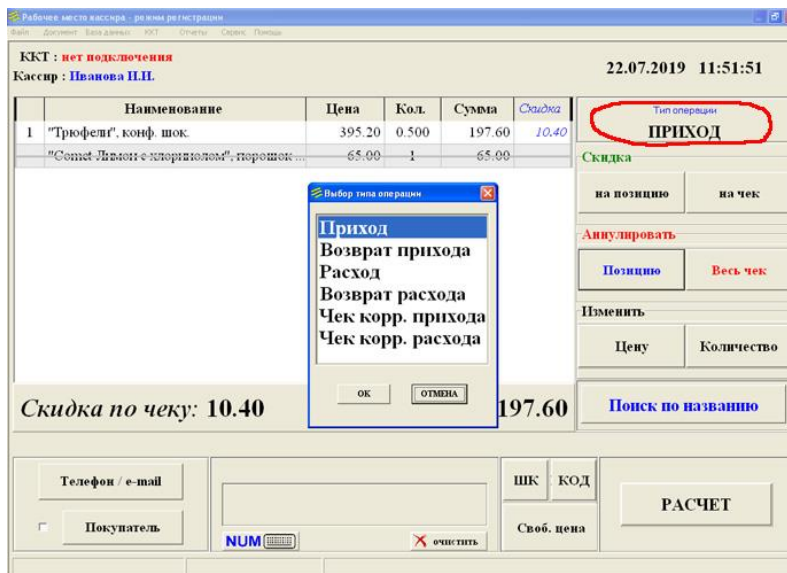 Рабочее место кассира - режим регистрации
Файл Документ База данных ККТ Отчеты Сервис Помощь
ККТ : нет подключения
Кассир : Иванова И.И.
22.07.2019 11:51:51
Наименование Цена Кол. Сумма Скидка
1 "Трюфели", конф. шок. 395.20 0.500 197.60 10.40
"Comet Лимон с хлоринолом", порошок ... 65.00 1 65.00
Тип операции
ПРИХОД
Скидка
на позицию на чек
Аннулировать
Позицию Весь чек
Изменить
Цену Количество
Поиск по названию
Выбор типа операции
Приход
Возврат прихода
Расход
Возврат расхода
Чек корр. прихода
Чек корр. расхода
ОК ОТМЕНА
Скидка по чеку: 10.40 197.60
Телефон / e-mail
Покупатель
NUM
очистить
ШК КОД
Своб. цена
РАСЧЕТ